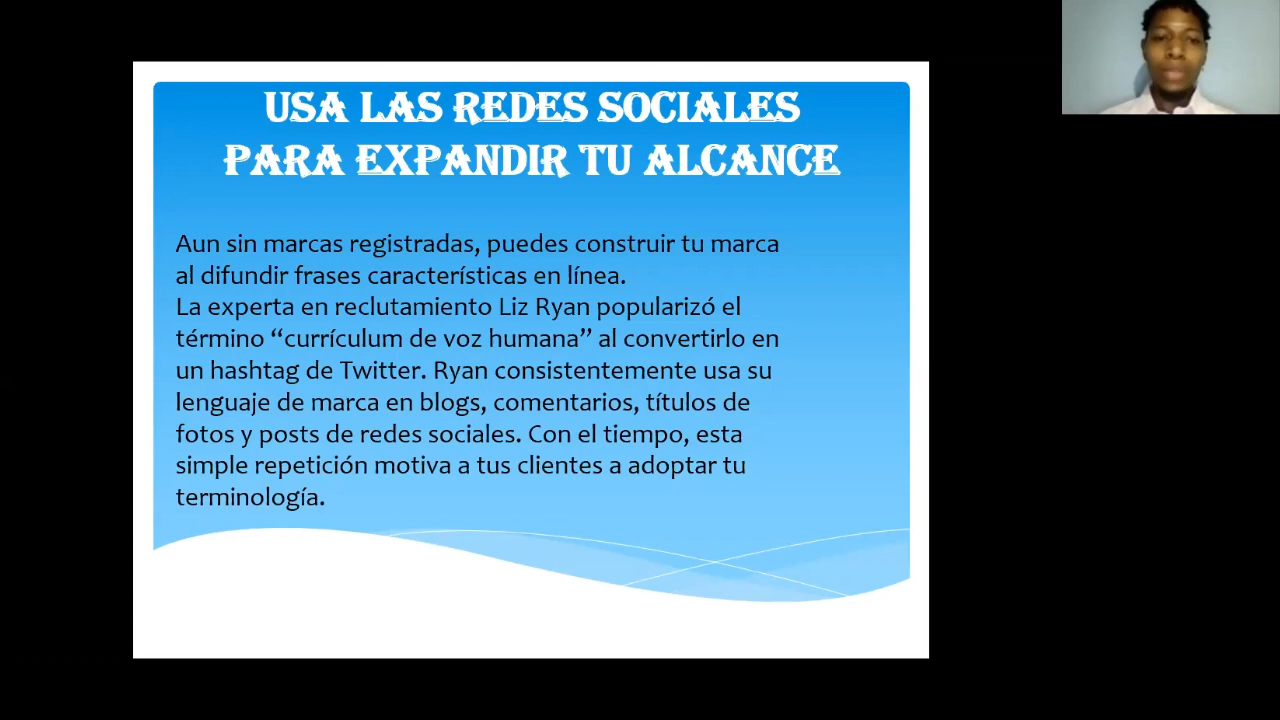 USA LAS REDES SOCIALES
PARA EXPANDIR TU ALCANCE
Aun sin marcas registradas, puedes construir tu marca
al difundir frases características en línea.
La experta en reclutamiento Liz Ryan popularizó el
término “currículum de voz humana” al convertirlo en
un hashtag de Twitter. Ryan consistentemente usa su
lenguaje de marca en blogs, comentarios, títulos de
fotos y posts de redes sociales. Con el tiempo, esta
simple repetición motiva a tus clientes a adoptar tu
terminología.